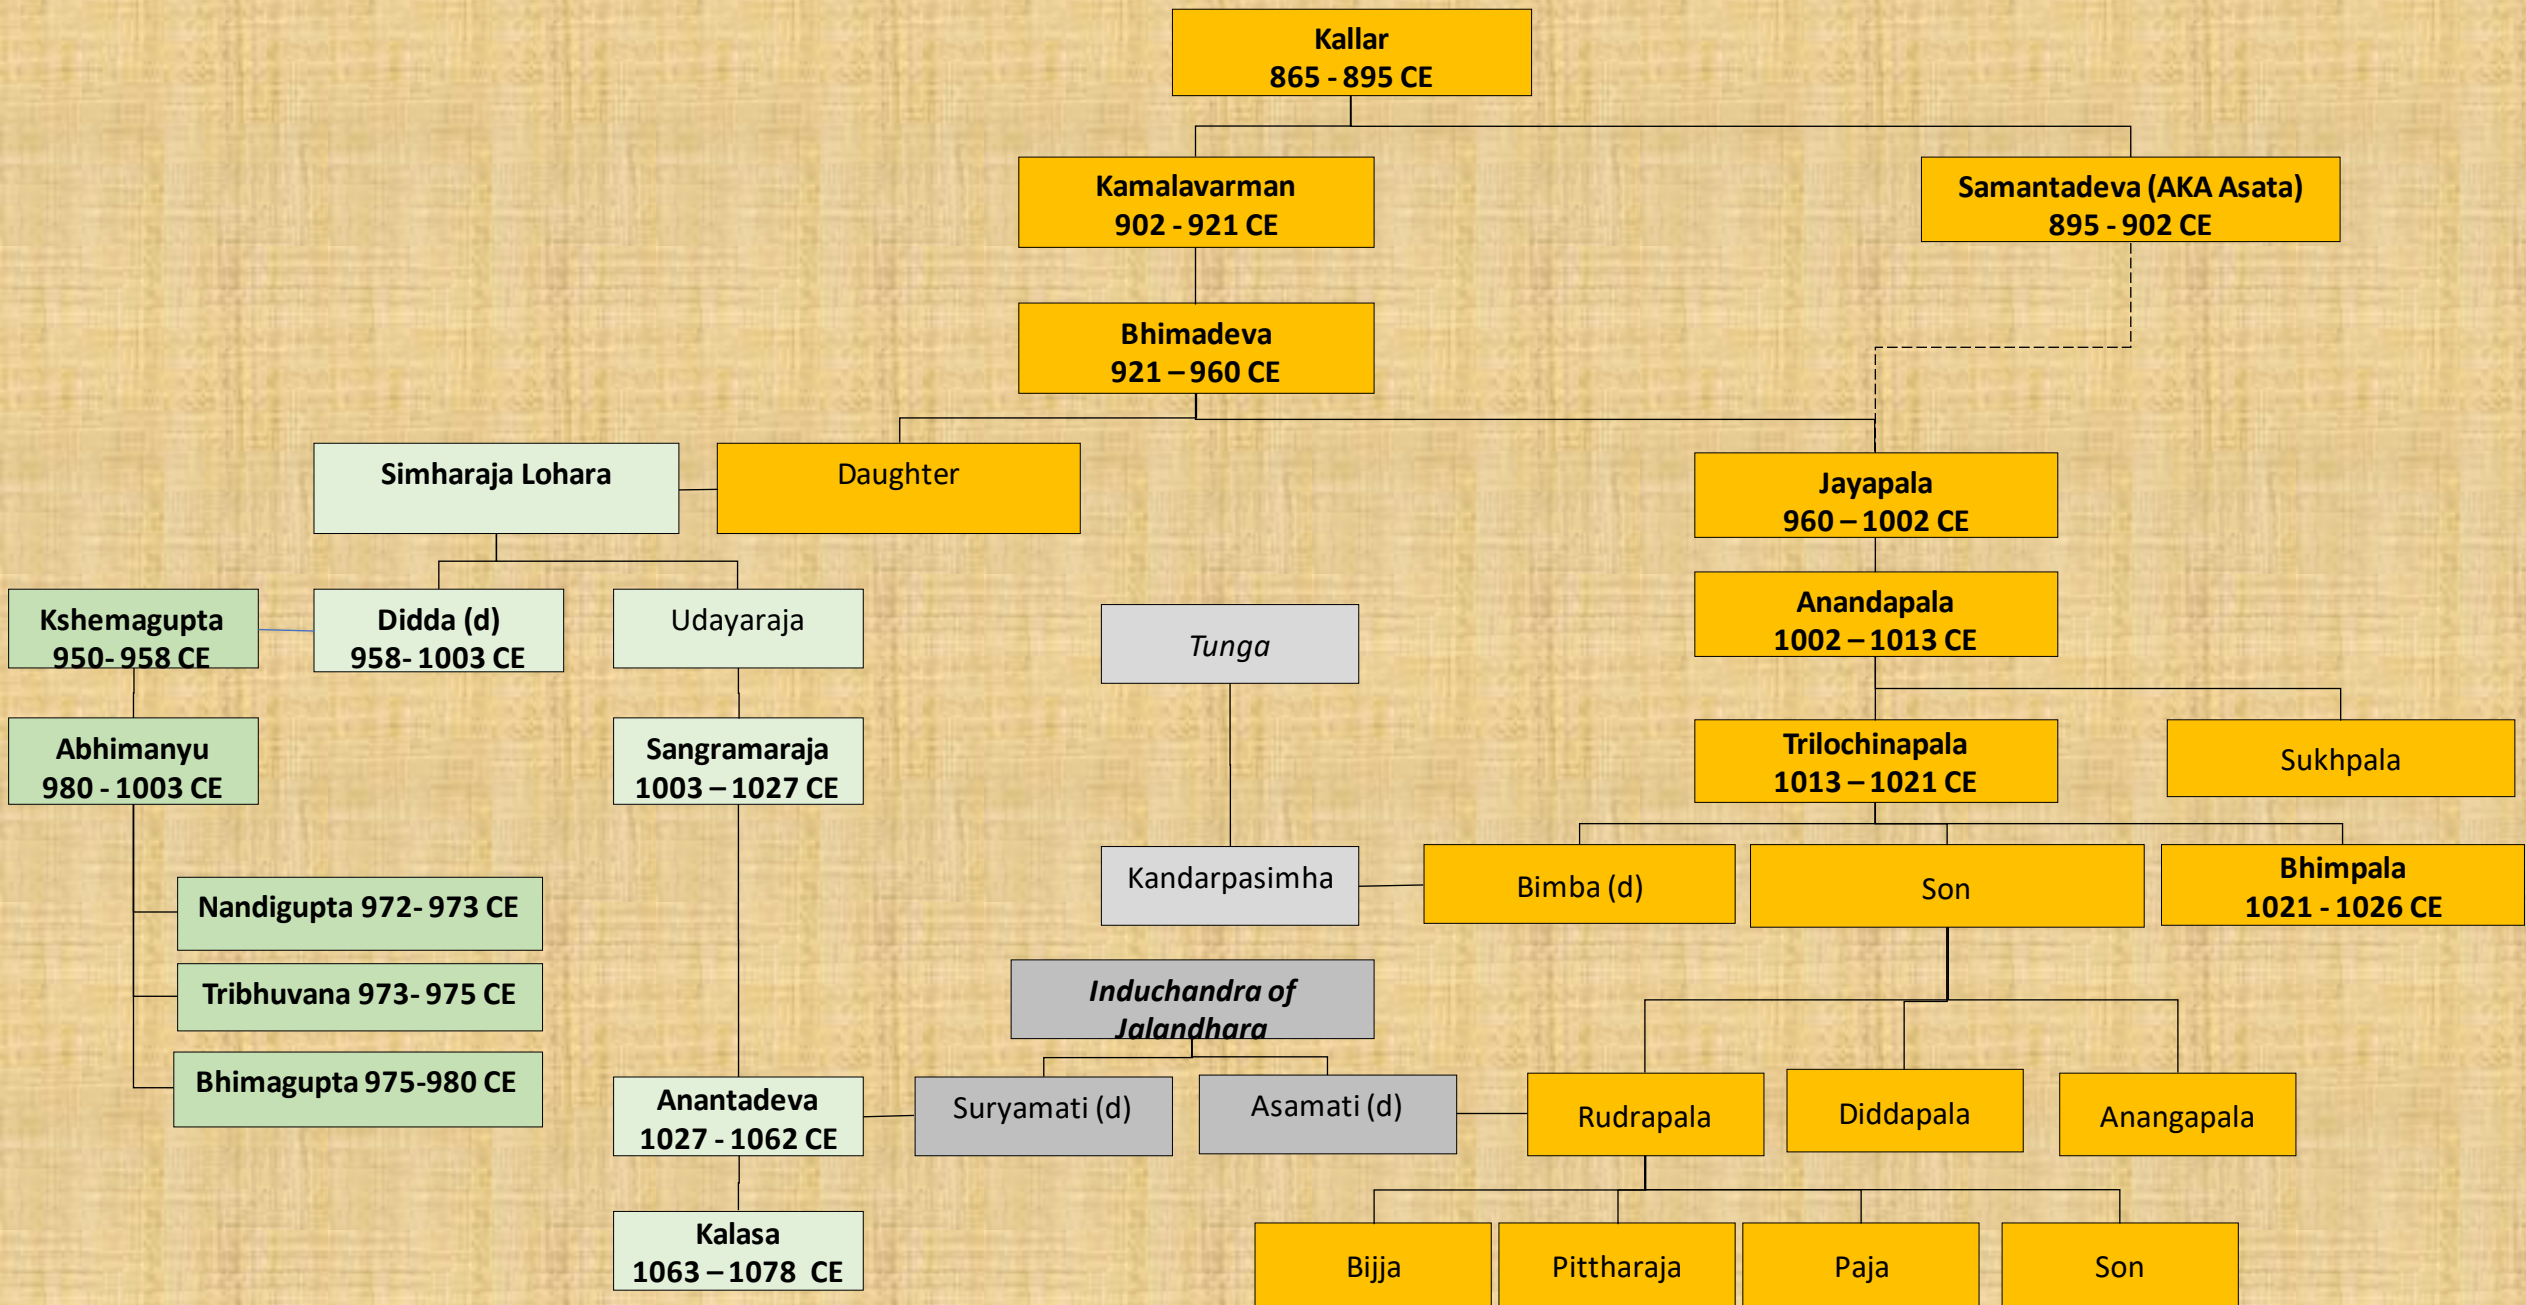 Kallar
865 - 895 CE
Kamalavarman
902 - 921 CE
Samantadeva (AKA Asata)
895 - 902 CE
Bhimadeva
921 – 960 CE
Simharaja Lohara
Daughter
Jayapala
960 – 1002 CE
Kshemagupta
950- 958 CE
Didda (d)
958- 1003 CE
Udayaraja
Tunga
Anandapala
1002 – 1013 CE
Abhimanyu
980 - 1003 CE
Sangramaraja
1003 – 1027 CE
Trilochinapala
1013 – 1021 CE
Sukhpala
Kandarpasimha
Bimba (d)
Son
Bhimpala
1021 - 1026 CE
Nandigupta 972- 973 CE
Tribhuvana 973- 975 CE
Bhimagupta 975-980 CE
Induchandra of
Jalandhara
Anantadeva
1027 - 1062 CE
Suryamati (d)
Asamati (d)
Rudrapala
Diddapala
Anangapala
Kalasa
1063 – 1078 CE
Bijja
Pittharaja
Paja
Son